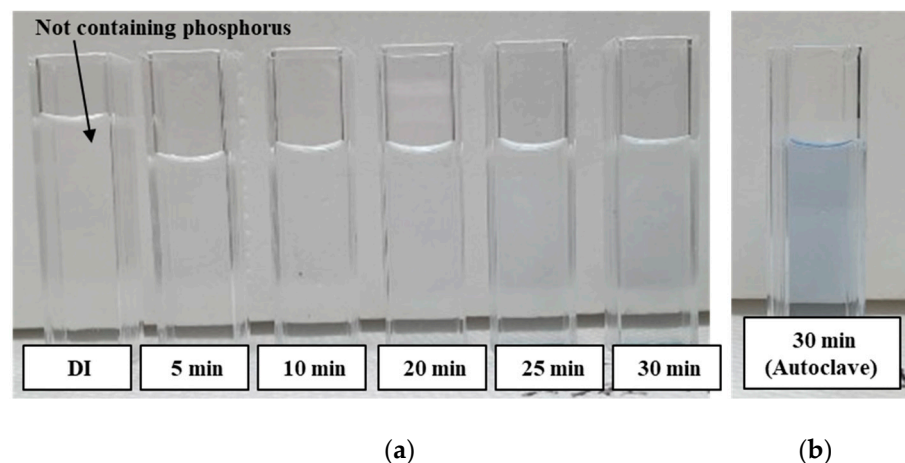 Not containing phosphorus
DI
5 min
10 min
20 min
25 min
30 min
30 min
(Autoclave)
(a)
(b)